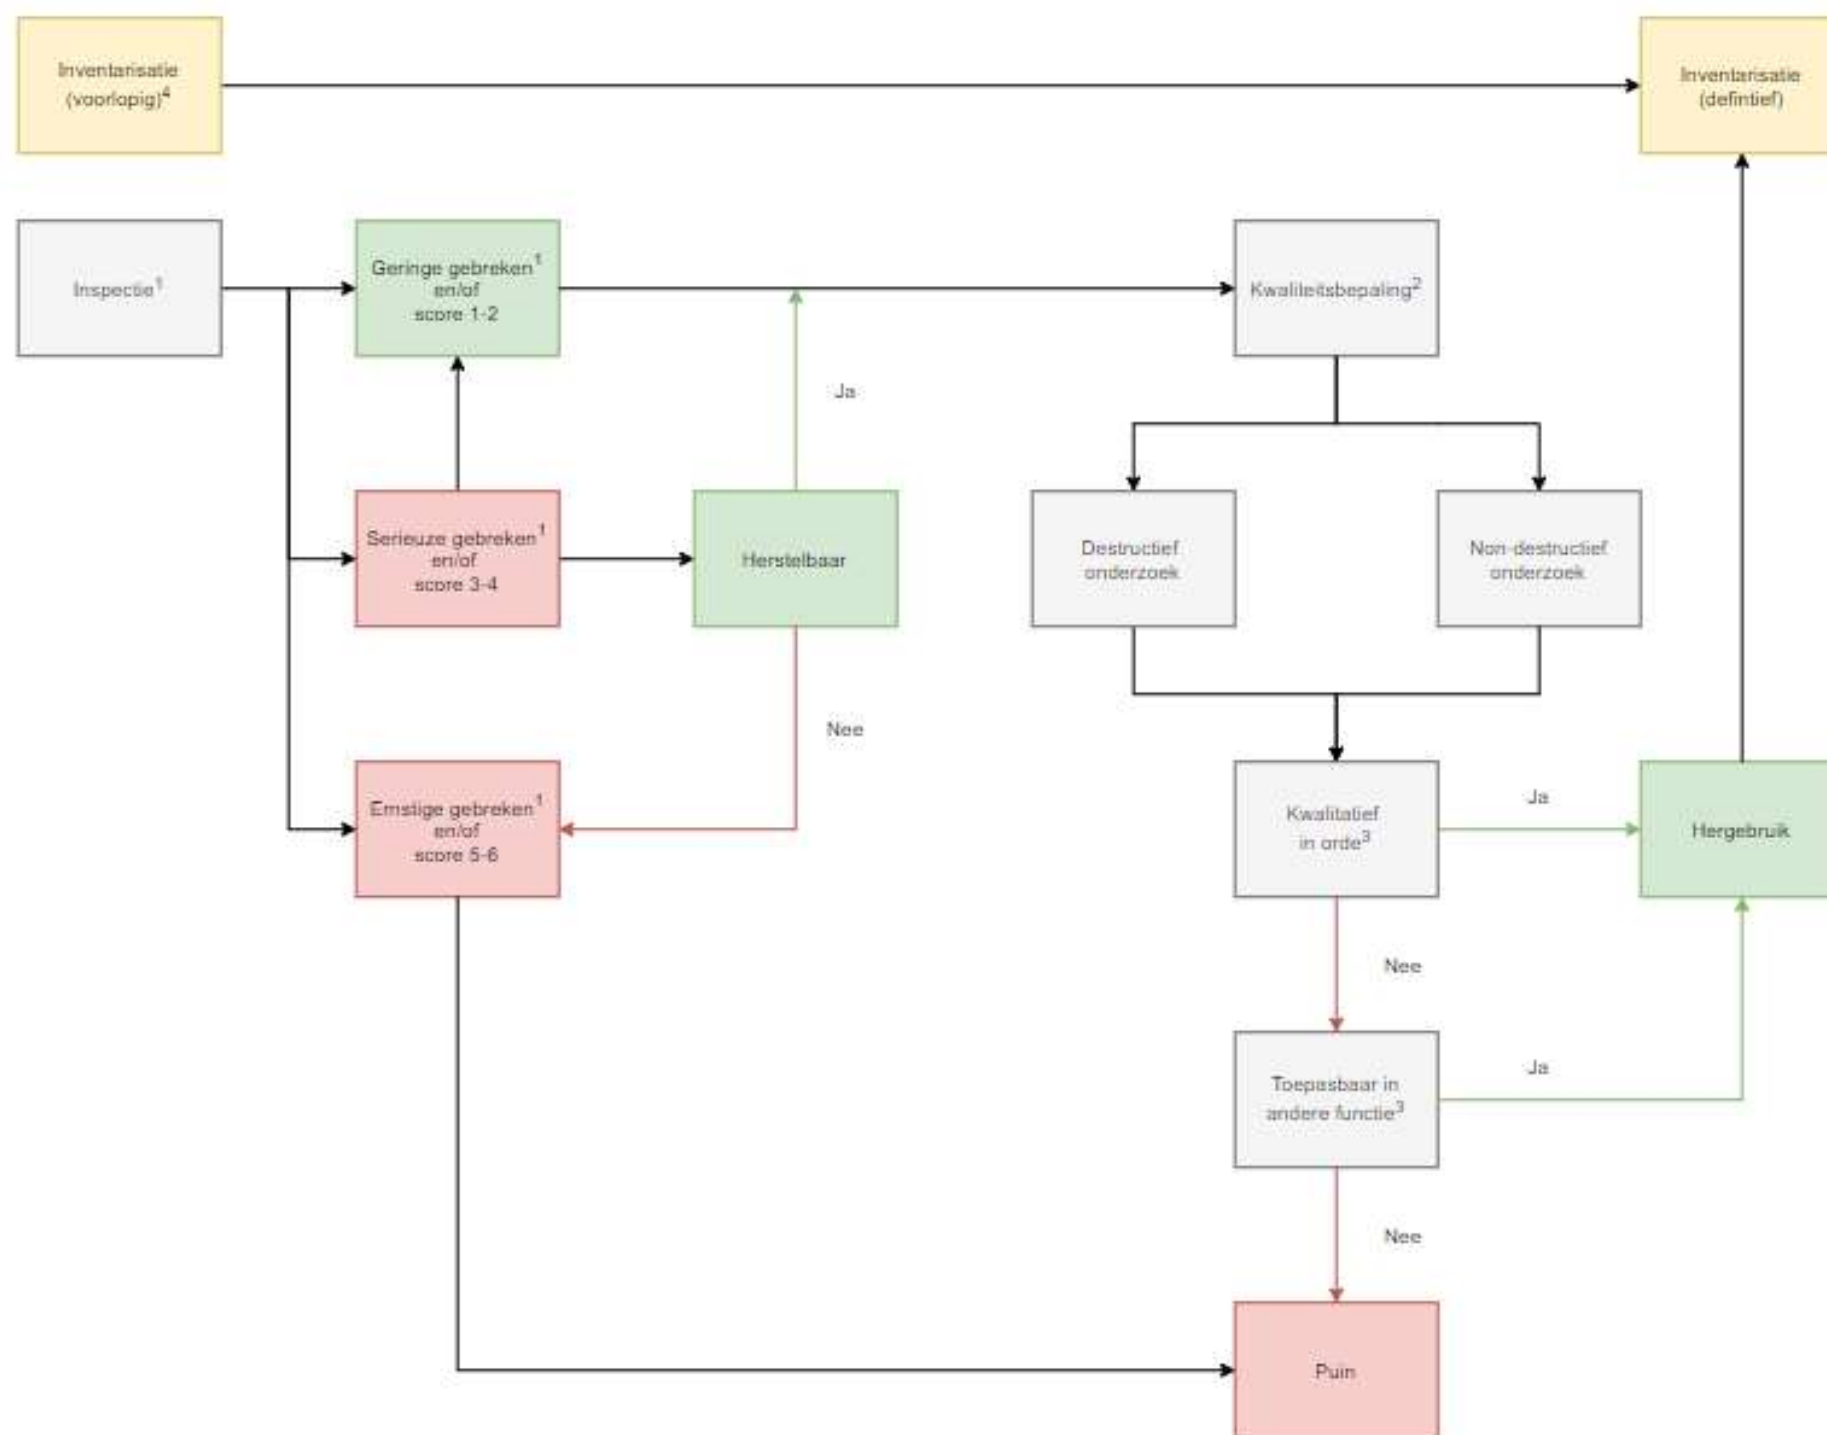 Inventarisatie
(voorlopig)4
Inventarisatie
(defintief)
Inspectie1
Geringe gebreken1
en/of
score 1-2
Kwaliteitsbepaling2
Ja
Serieuze gebreken1
en/of
score 3-4
Herstelbaar
Destructief
onderzoek
Non-destructief
onderzoek
Nee
Ernstige gebreken1
en/of
score 5-6
Kwalitatief
in orde3
Ja
Hergebruik
Nee
Toepasbaar in
andere functie3
Ja
Nee
Puin